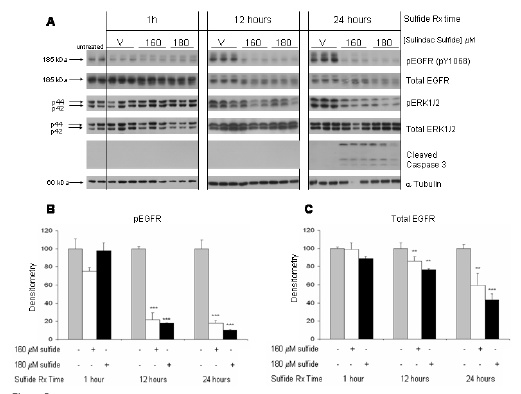 A
1h
12 hours
24 hours
Sulfide Rx time
untreated
V
160
180
V
160
180
V
160
180
[Sulindac Sulfide] μM
185 kDa
pEGFR (pY1068)
185 kDa
Total EGFR
p44
p42
pERK1/2
p44
p42
Total ERK1/2
Cleaved
Caspase 3
60 kDa
α-Tubulin
B
pEGFR
Densitometry
120
100
80
60
40
20
0
*** ***
*** ***
- + - - + - - + -
- - + - - + - - +
160 μM sulfide
180 μM sulfide
Sulfide Rx Time
1 hour
12 hours
24 hours
C
Total EGFR
Densitometry
120
100
80
60
40
20
0
** **
** ***
- + - - + - - + -
- - + - - + - - +
160 μM sulfide
180 μM sulfide
Sulfide Rx Time
1 hour
12 hours
24 hours